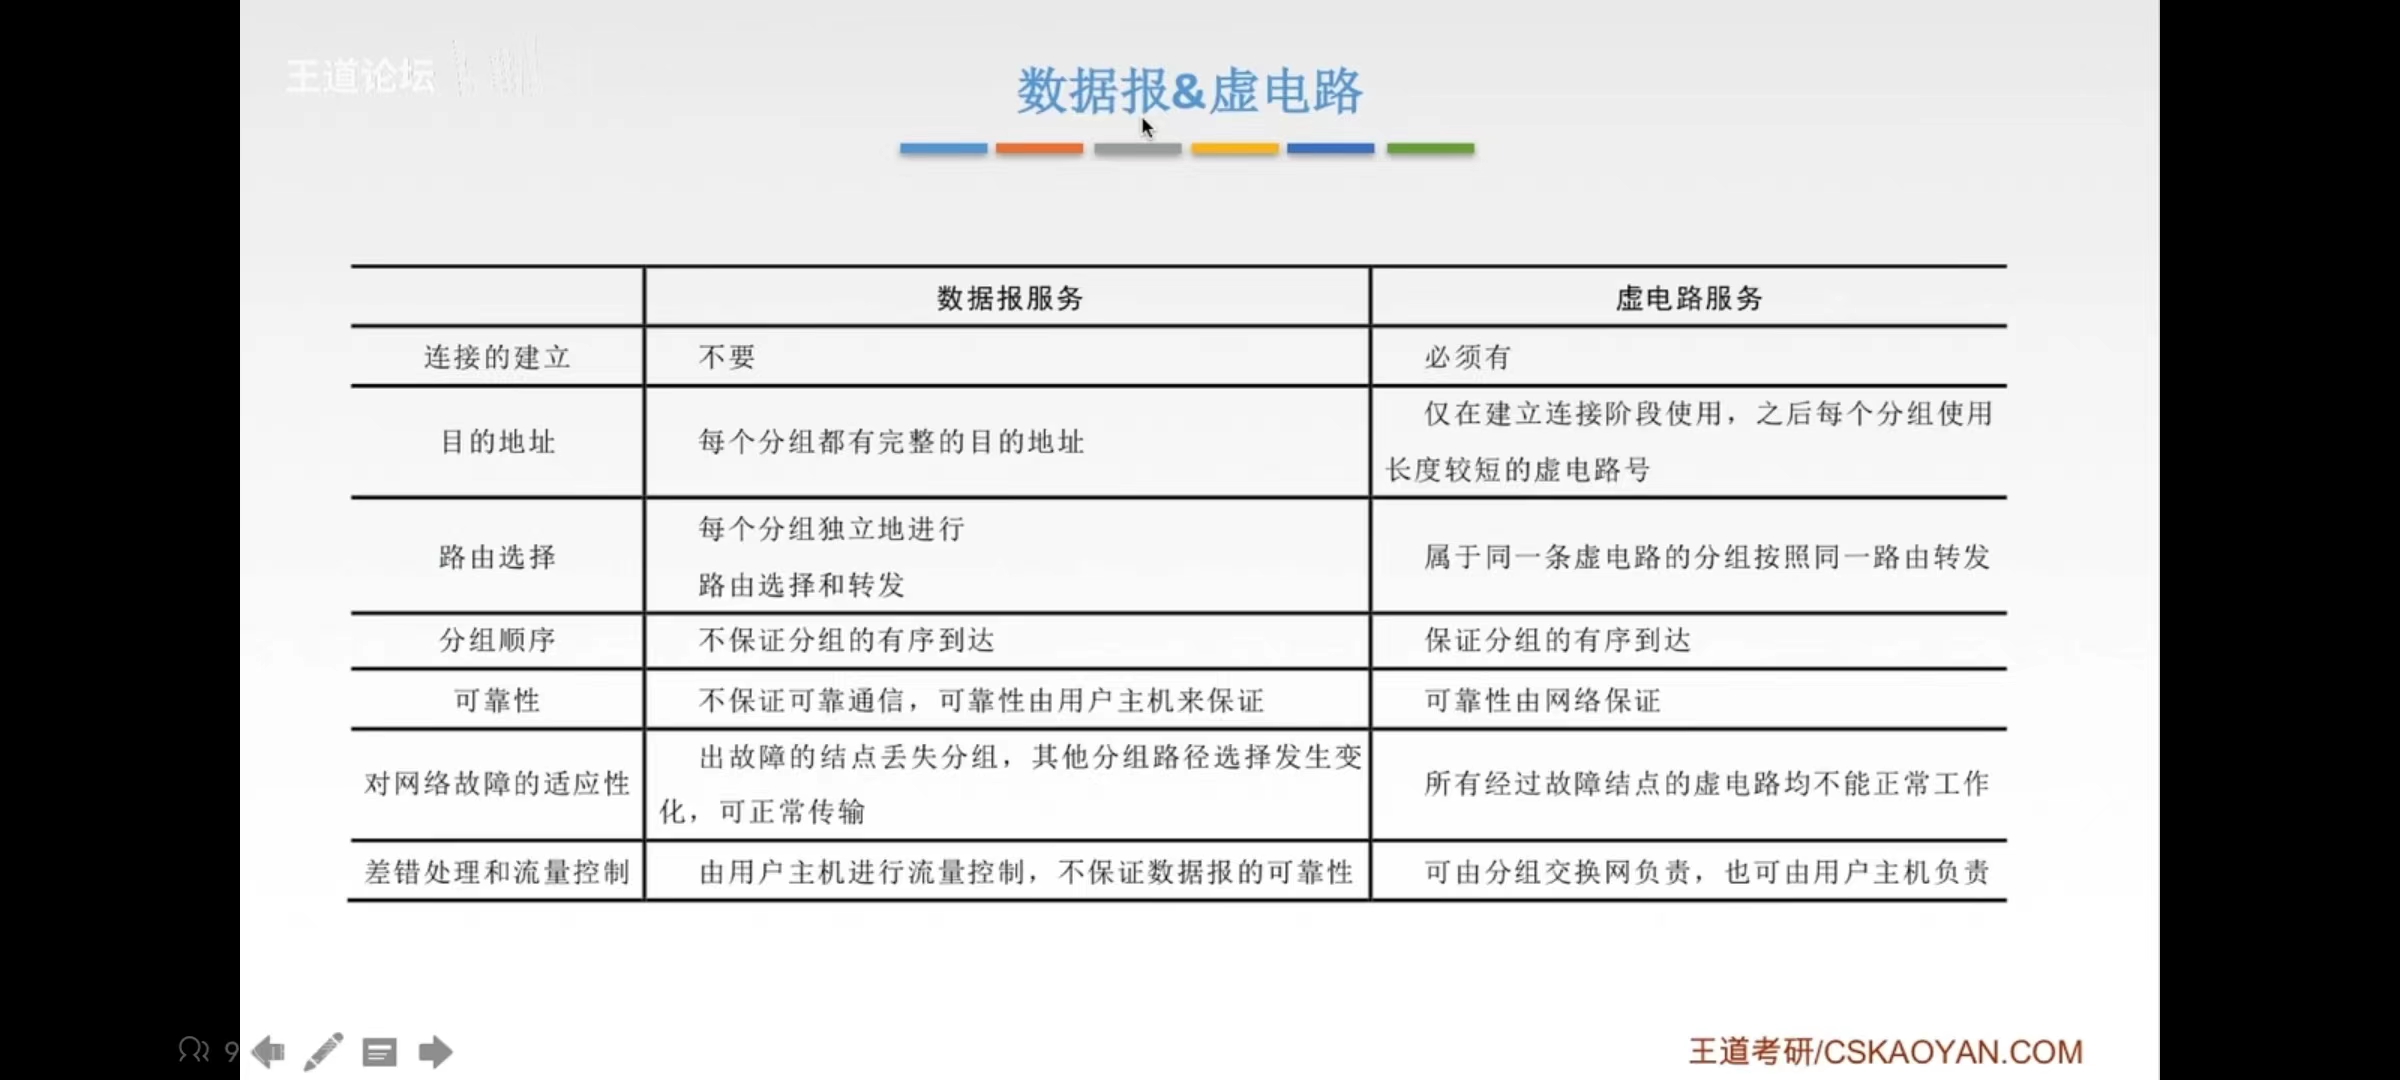 王道论坛
数据报&虚电路
数据报服务
虚电路服务
连接的建立
不要
必须有
目的地址
每个分组都有完整的目的地址
仅在建立连接阶段使用，之后每个分组使用
长度较短的虚电路号
路由选择
每个分组独立地进行
路由选择和转发
属于同一条虚电路的分组按照同一路由转发
分组顺序
不保证分组的有序到达
保证分组的有序到达
可靠性
不保证可靠通信，可靠性由用户主机来保证
可靠性由网络保证
对网络故障的适应性
出故障的结点丢失分组，其他分组路径选择发生变
化，可正常传输
所有经过故障结点的虚电路均不能正常工作
差错处理和流量控制
由用户主机进行流量控制，不保证数据报的可靠性
可由分组交换网负责，也可由用户主机负责
9
王道考研/CSKAOYAN.COM